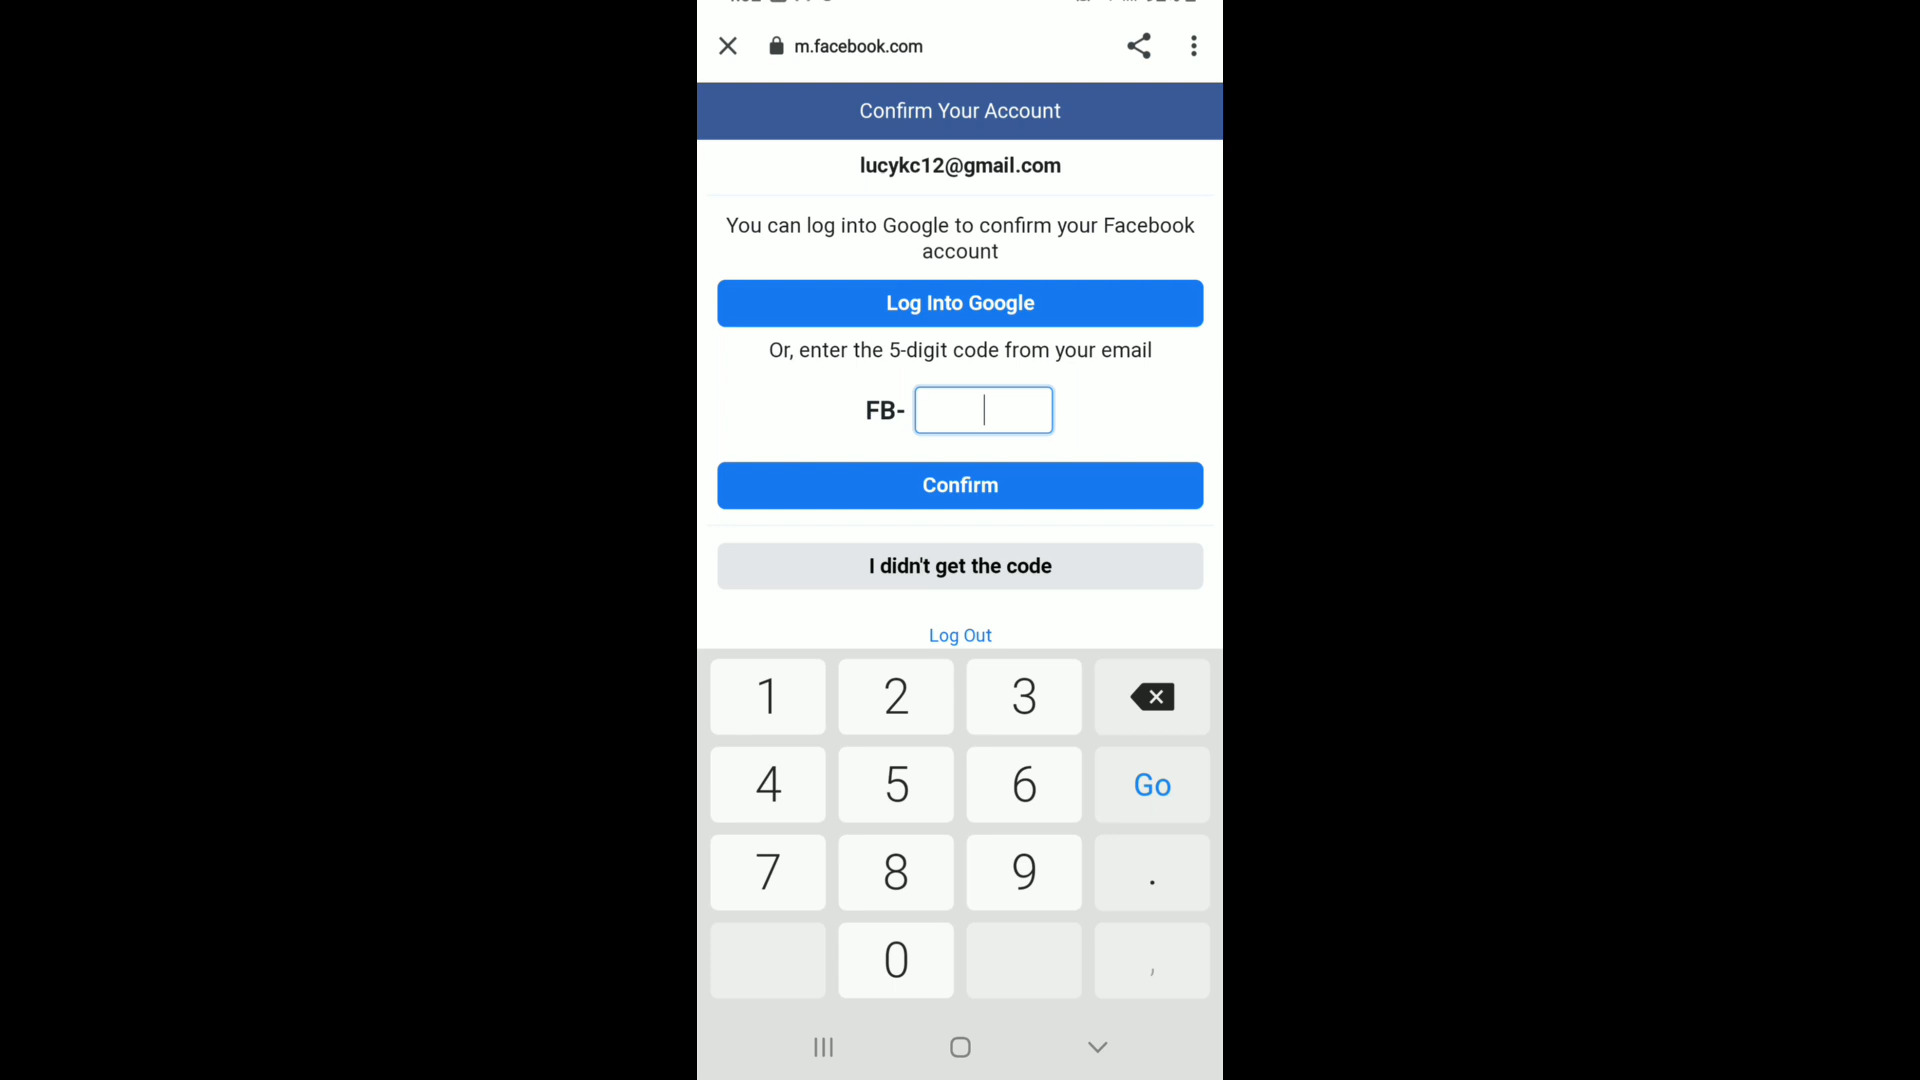 m.facebook.com
Confirm Your Account
lucykc12@gmail.com
You can log into Google to confirm your Facebook
account
Log Into Google
Or, enter the 5-digit code from your email
FB-
Confirm
I didn't get the code
Log Out
1 2 3
4 5 6 Go
7 8 9 .
0 ,